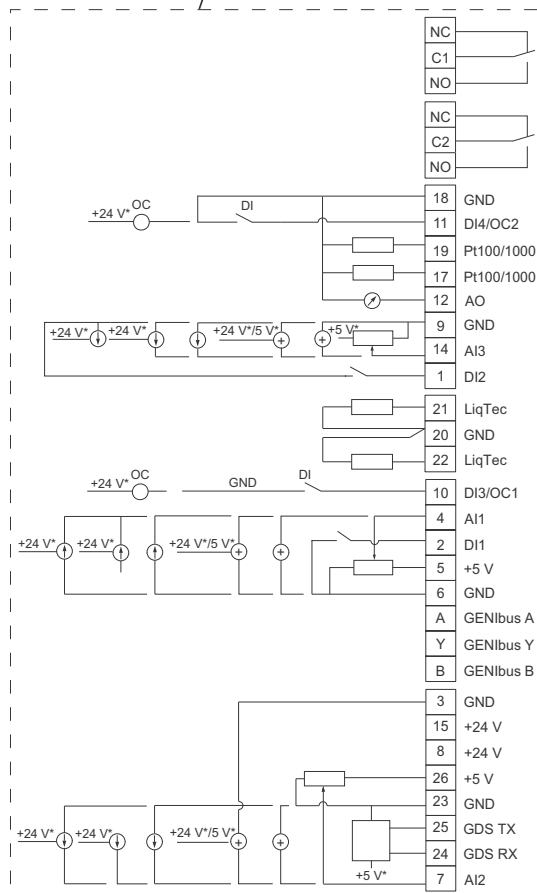 NC
C1
NO
NC
C2
NO
18 GND
+24 V* OC DI 11 DI4/OC2
19 Pt100/1000
17 Pt100/1000
12 AO
9 GND
+24 V* +24 V* +24 V*/5 V* +5 V*
14 AI3
1 DI2
21 LiqTec
20 GND
22 LiqTec
+24 V* OC GND DI 10 DI3/OC1
4 AI1
2 DI1
+24 V* +24 V* +24 V*/5 V*
5 +5 V
6 GND
A GENIbus A
Y GENIbus Y
B GENIbus B
3 GND
15 +24 V
8 +24 V
26 +5 V
23 GND
25 GDS TX
+24 V* +24 V* +24 V*/5 V*
24 GDS RX
+5 V*
7 AI2